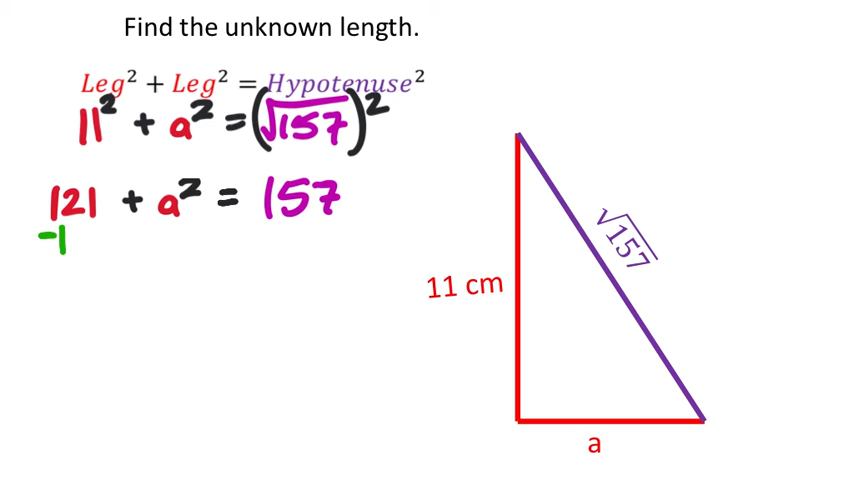 Find the unknown length.
Leg² + Leg² = Hypotenuse²
11² + a² = (√157)²
121 + a² = 157
-1
√157
11 cm
a